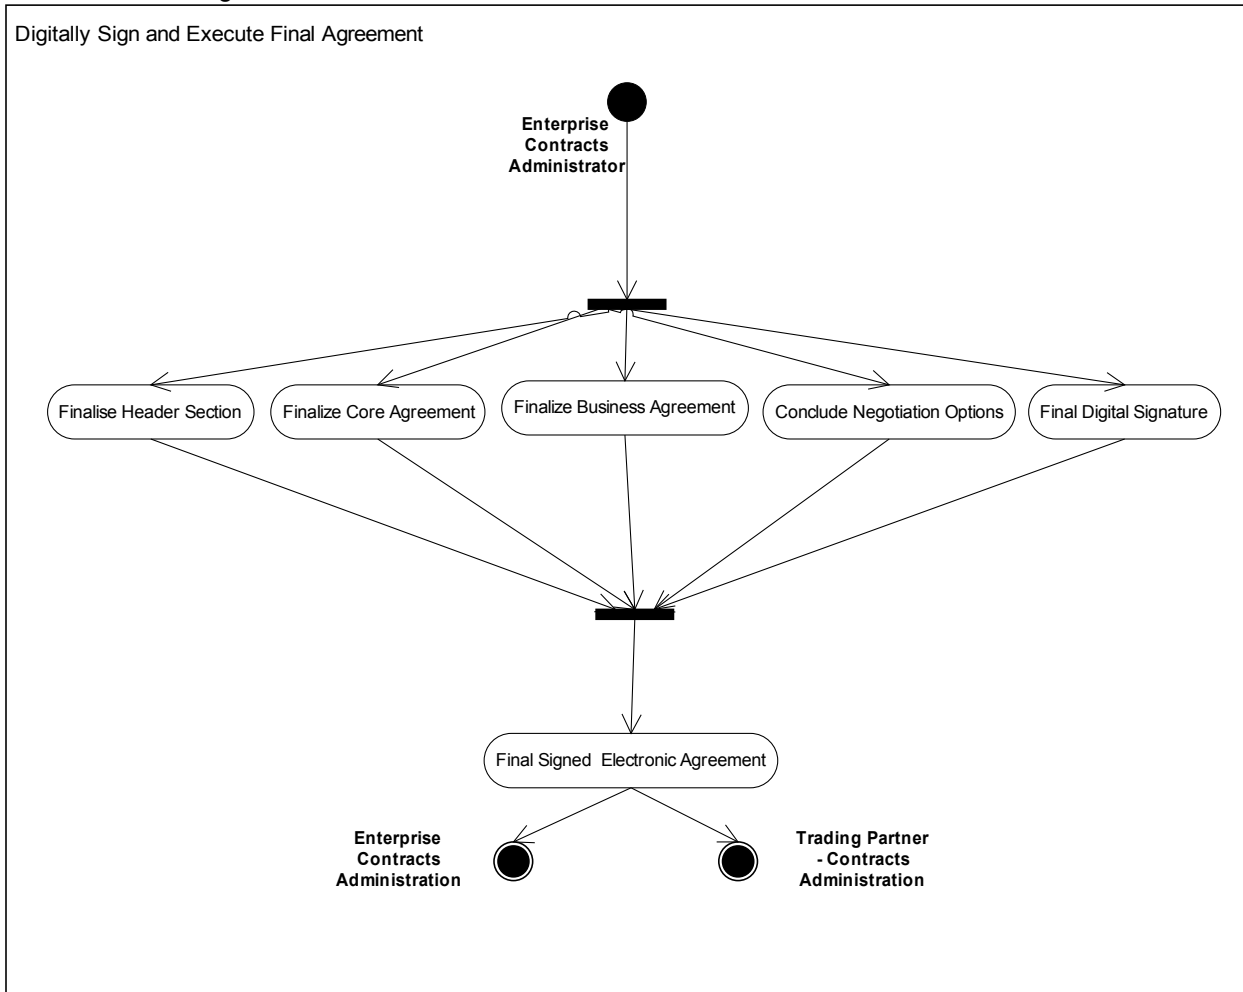 Digitally Sign and Execute Final Agreement
Enterprise
Contracts
Administrator
Finalise Header Section
Finalize Core Agreement
Finalize Business Agreement
Conclude Negotiation Options
Final Digital Signature
Final Signed  Electronic Agreement
Enterprise
Contracts
Administration
Trading Partner
- Contracts
Administration